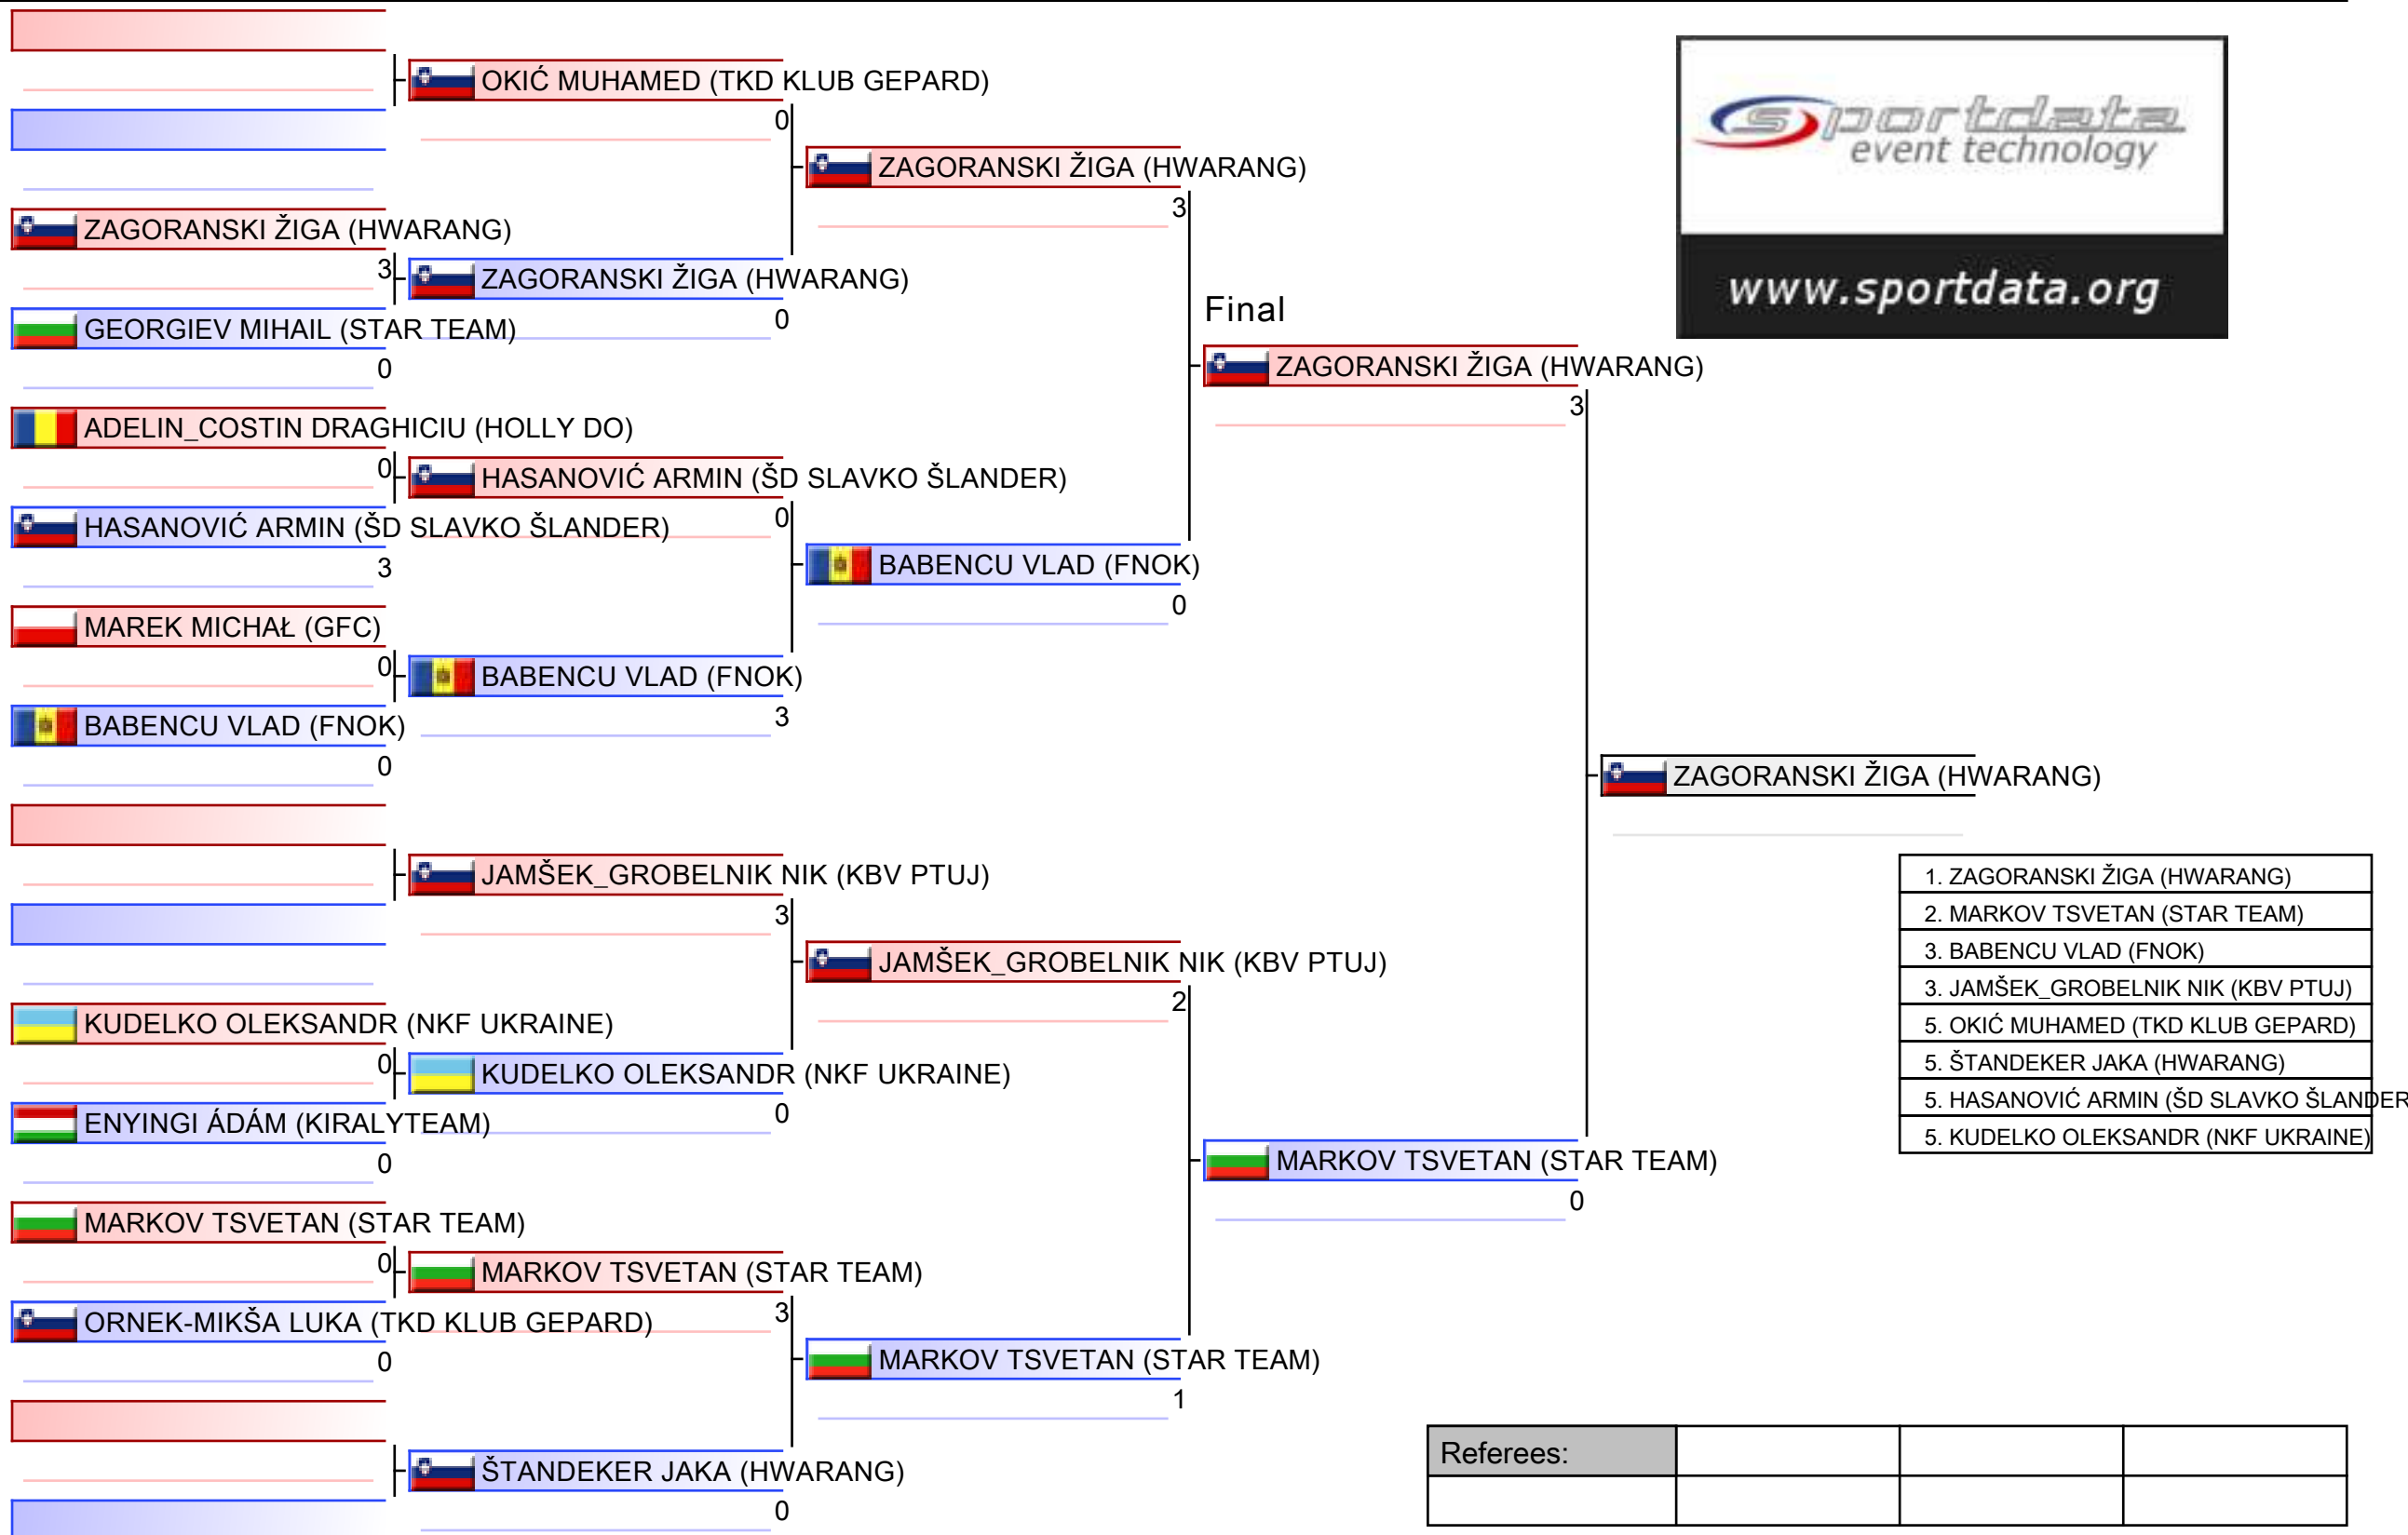 OKIĆ MUHAMED (TKD KLUB GEPARD)
0
ZAGORANSKI ŽIGA (HWARANG)
3
ZAGORANSKI ŽIGA (HWARANG)
3
ZAGORANSKI ŽIGA (HWARANG)
0
GEORGIEV MIHAIL (STAR TEAM)
0
sportdata
event technology
www.sportdata.org
Final
ZAGORANSKI ŽIGA (HWARANG)
3
ADELIN_COSTIN DRAGHICIU (HOLLY DO)
0
HASANOVIĆ ARMIN (ŠD SLAVKO ŠLANDER)
0
HASANOVIĆ ARMIN (ŠD SLAVKO ŠLANDER)
3
BABENCU VLAD (FNOK)
0
MAREK MICHAŁ (GFC)
0
BABENCU VLAD (FNOK)
3
BABENCU VLAD (FNOK)
0
ZAGORANSKI ŽIGA (HWARANG)
JAMŠEK_GROBELNIK NIK (KBV PTUJ)
3
JAMŠEK_GROBELNIK NIK (KBV PTUJ)
2
KUDELKO OLEKSANDR (NKF UKRAINE)
0
KUDELKO OLEKSANDR (NKF UKRAINE)
0
ENYINGI ÁDÁM (KIRALYTEAM)
0
MARKOV TSVETAN (STAR TEAM)
0
MARKOV TSVETAN (STAR TEAM)
0
MARKOV TSVETAN (STAR TEAM)
3
ORNEK-MIKŠA LUKA (TKD KLUB GEPARD)
0
MARKOV TSVETAN (STAR TEAM)
1
ŠTANDEKER JAKA (HWARANG)
0
1. ZAGORANSKI ŽIGA (HWARANG)
2. MARKOV TSVETAN (STAR TEAM)
3. BABENCU VLAD (FNOK)
3. JAMŠEK_GROBELNIK NIK (KBV PTUJ)
5. OKIĆ MUHAMED (TKD KLUB GEPARD)
5. ŠTANDEKER JAKA (HWARANG)
5. HASANOVIĆ ARMIN (ŠD SLAVKO ŠLANDER
5. KUDELKO OLEKSANDR (NKF UKRAINE)
Referees: